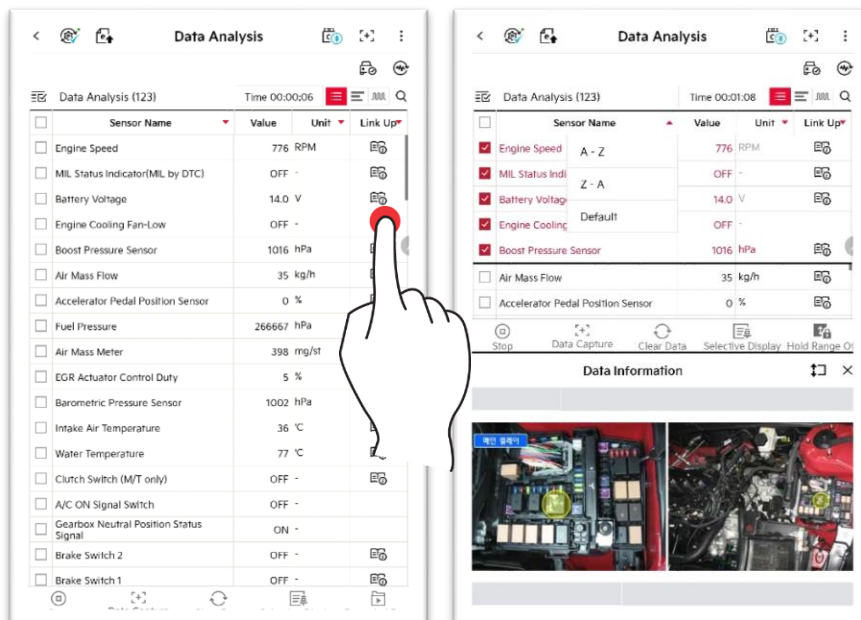 Data Analysis
Data Analysis (123)
Time 00:00:06
Sensor Name Value Unit Link Up
Engine Speed 776 RPM
MIL Status Indicator(MIL by DTC) OFF -
Battery Voltage 14.0 V
Engine Cooling Fan-Low OFF -
Boost Pressure Sensor 1016 hPa
Air Mass Flow 35 kg/h
Accelerator Pedal Position Sensor 0 %
Fuel Pressure 266667 hPa
Air Mass Meter 398 mg/st
EGR Actuator Control Duty 5 %
Barometric Pressure Sensor 1002 hPa
Intake Air Temperature 36 ℃
Water Temperature 77 ℃
Clutch Switch (M/T only) OFF -
A/C ON Signal Switch OFF -
Gearbox Neutral Position Status
Signal ON -
Brake Switch 2 OFF -
Brake Switch 1 OFF -
Data Analysis
Data Analysis (123)
Time 00:01:08
Sensor Name Value Unit Link Up
A - Z
Z - A
Default
Engine Speed 776 RPM
MIL Status Indi OFF -
Battery Voltag 14.0 V
Engine Cooling OFF -
Boost Pressure Sensor 1016 hPa
Air Mass Flow 35 kg/h
Accelerator Pedal Position Sensor 0 %
Stop Data Capture Clear Data Selective Display Hold Range Of
Data Information
메인 릴레이